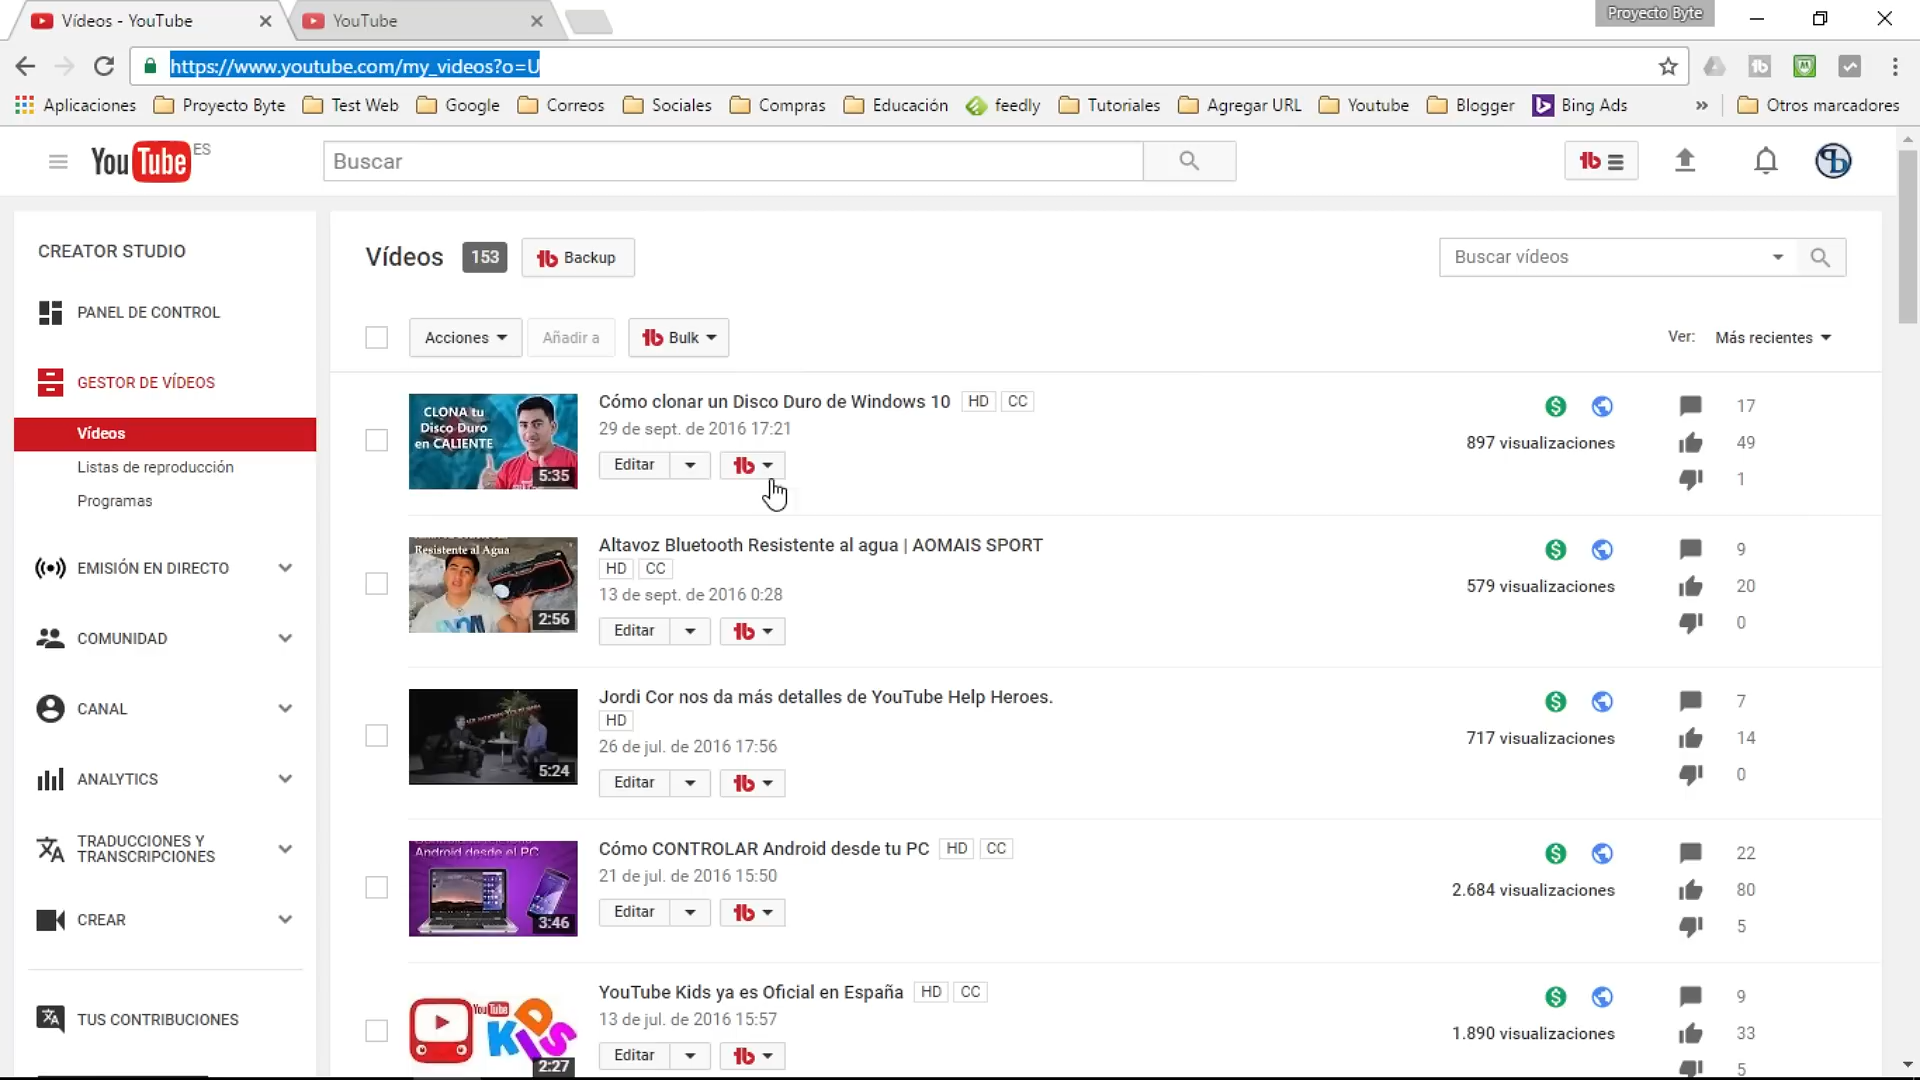 Vídeos - YouTube
YouTube
Proyecto Byte
https://www.youtube.com/my_videos?o=U
Aplicaciones Proyecto Byte Test Web Google Correos Sociales Compras Educación feedly Tutoriales Agregar URL Youtube Blogger Bing Ads » Otros marcadores
YouTube ES
Buscar
CREATOR STUDIO
PANEL DE CONTROL
GESTOR DE VÍDEOS
Vídeos
Listas de reproducción
Programas
EMISIÓN EN DIRECTO
COMUNIDAD
CANAL
ANALYTICS
TRADUCCIONES Y
TRANSCRIPCIONES
CREAR
TUS CONTRIBUCIONES
Vídeos 153 Backup
Buscar vídeos
Acciones Añadir a Bulk
Ver: Más recientes
CLONA tu
Disco Duro
en CALIENTE
5:35
Cómo clonar un Disco Duro de Windows 10 HD CC
29 de sept. de 2016 17:21
Editar
897 visualizaciones
17
49
1
Resistente al Agua
2:56
Altavoz Bluetooth Resistente al agua | AOMAIS SPORT
HD CC
13 de sept. de 2016 0:28
Editar
579 visualizaciones
9
20
0
5:24
Jordi Cor nos da más detalles de YouTube Help Heroes.
HD
26 de jul. de 2016 17:56
Editar
717 visualizaciones
7
14
0
Android desde el PC
3:46
Cómo CONTROLAR Android desde tu PC HD CC
21 de jul. de 2016 15:50
Editar
2.684 visualizaciones
22
80
5
YouTube
KIDS
2:27
YouTube Kids ya es Oficial en España HD CC
13 de jul. de 2016 15:57
Editar
1.890 visualizaciones
9
33
5